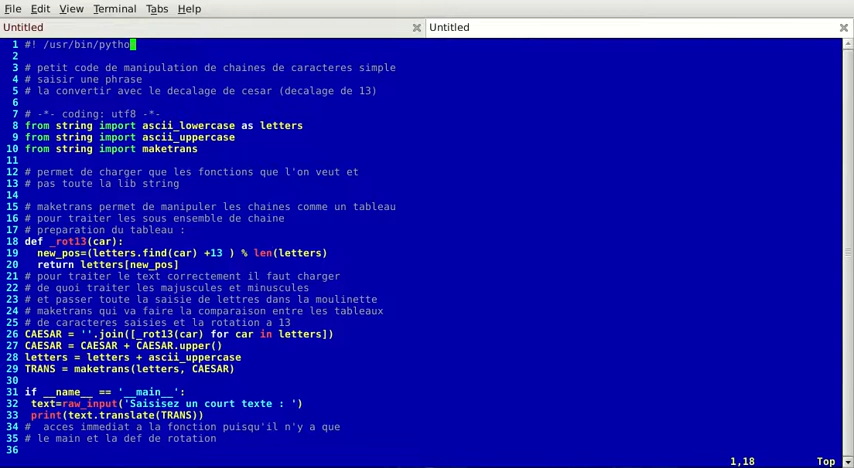 File Edit View Terminal Tabs Help
Untitled Untitled
1 #! /usr/bin/pytho
2
3 # petit code de manipulation de chaines de caracteres simple
4 # saisir une phrase
5 # la convertir avec le decalage de cesar (decalage de 13)
6
7 # -*- coding: utf8 -*-
8 from string import ascii_lowercase as letters
9 from string import ascii_uppercase
10 from string import maketrans
11
12 # permet de charger que les fonctions que l'on veut et
13 # pas toute la lib string
14
15 # maketrans permet de manipuler les chaines comme un tableau
16 # pour traiter les sous ensemble de chaine
17 # preparation du tableau :
18 def _rot13(car):
19   new_pos=(letters.find(car) +13 ) % len(letters)
20   return letters[new_pos]
21 # pour traiter le text correctement il faut charger
22 # de quoi traiter les majuscules et minuscules
23 # et passer toute la saisie de lettres dans la moulinette
24 # maketrans qui va faire la comparaison entre les tableaux
25 # de caracteres saisies et la rotation a 13
26 CAESAR = ''.join([_rot13(car) for car in letters])
27 CAESAR = CAESAR + CAESAR.upper()
28 letters = letters + ascii_uppercase
29 TRANS = maketrans(letters, CAESAR)
30
31 if __name__ == '__main__':
32  text=raw_input('Saisisez un court texte : ')
33  print(text.translate(TRANS))
34 #  acces immediat a la fonction puisqu'il n'y a que
35 # le main et la def de rotation
36
1,18 Top